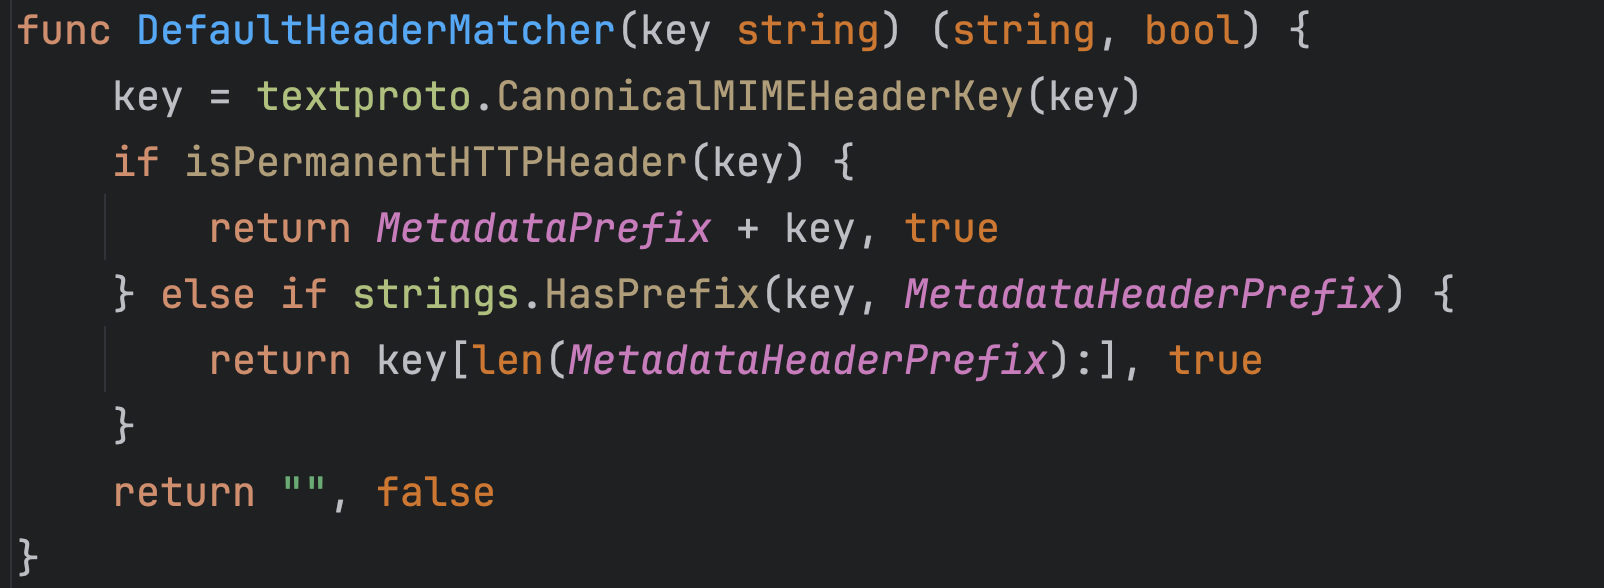 func DefaultHeaderMatcher(key string) (string, bool) {
    key = textproto.CanonicalMIMEHeaderKey(key)
    if isPermanentHTTPHeader(key) {
        return MetadataPrefix + key, true
    } else if strings.HasPrefix(key, MetadataHeaderPrefix) {
        return key[len(MetadataHeaderPrefix):], true
    }
    return "", false
}